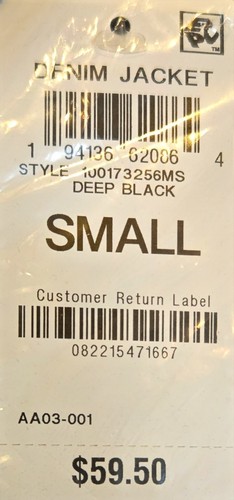 DENIM JACKET
1 94136 62006 4
STYLE 100173256MS
DEEP BLACK
SMALL
Customer Return Label
082215471667
AA03-001
$59.50